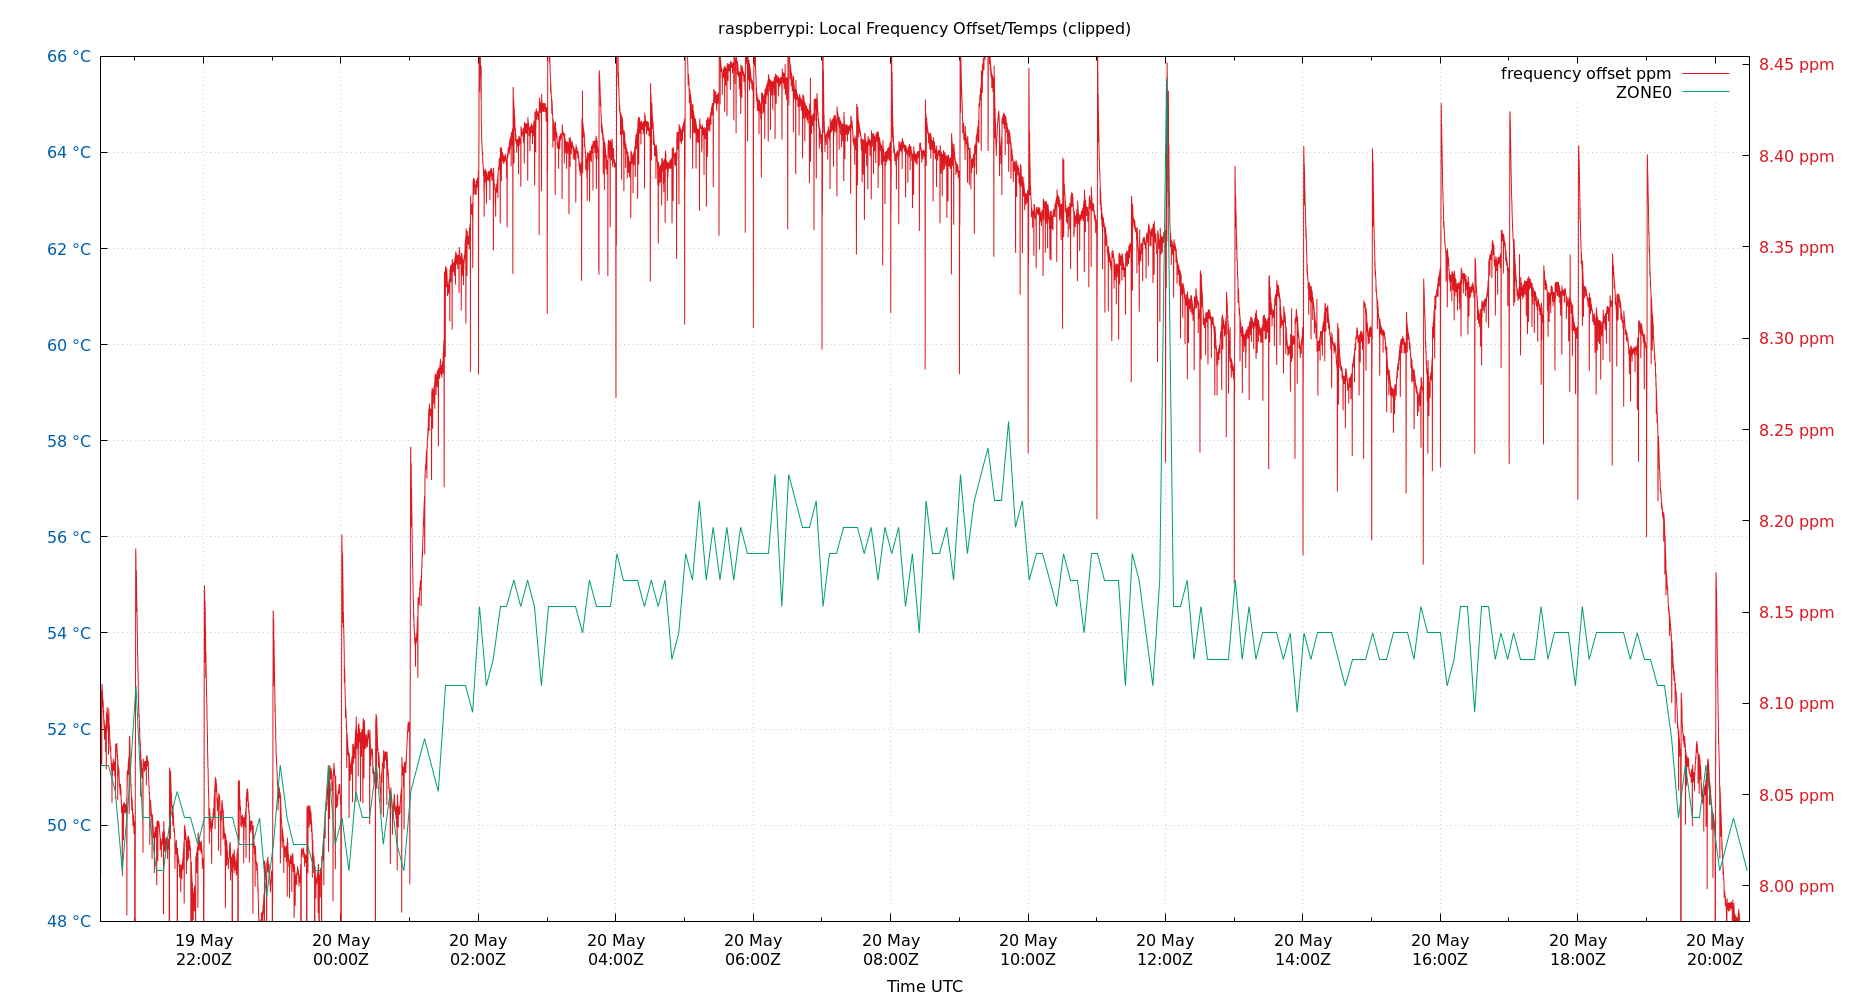 raspberrypi: Local Frequency Offset/Temps (clipped)
66 °C
64 °C
62 °C
60 °C
58 °C
56 °C
54 °C
52 °C
50 °C
48 °C
8.45 ppm
8.40 ppm
8.35 ppm
8.30 ppm
8.25 ppm
8.20 ppm
8.15 ppm
8.10 ppm
8.05 ppm
8.00 ppm
frequency offset ppm
ZONE0
19 May
22:00Z
20 May
00:00Z
20 May
02:00Z
20 May
04:00Z
20 May
06:00Z
20 May
08:00Z
20 May
10:00Z
20 May
12:00Z
20 May
14:00Z
20 May
16:00Z
20 May
18:00Z
20 May
20:00Z
Time UTC